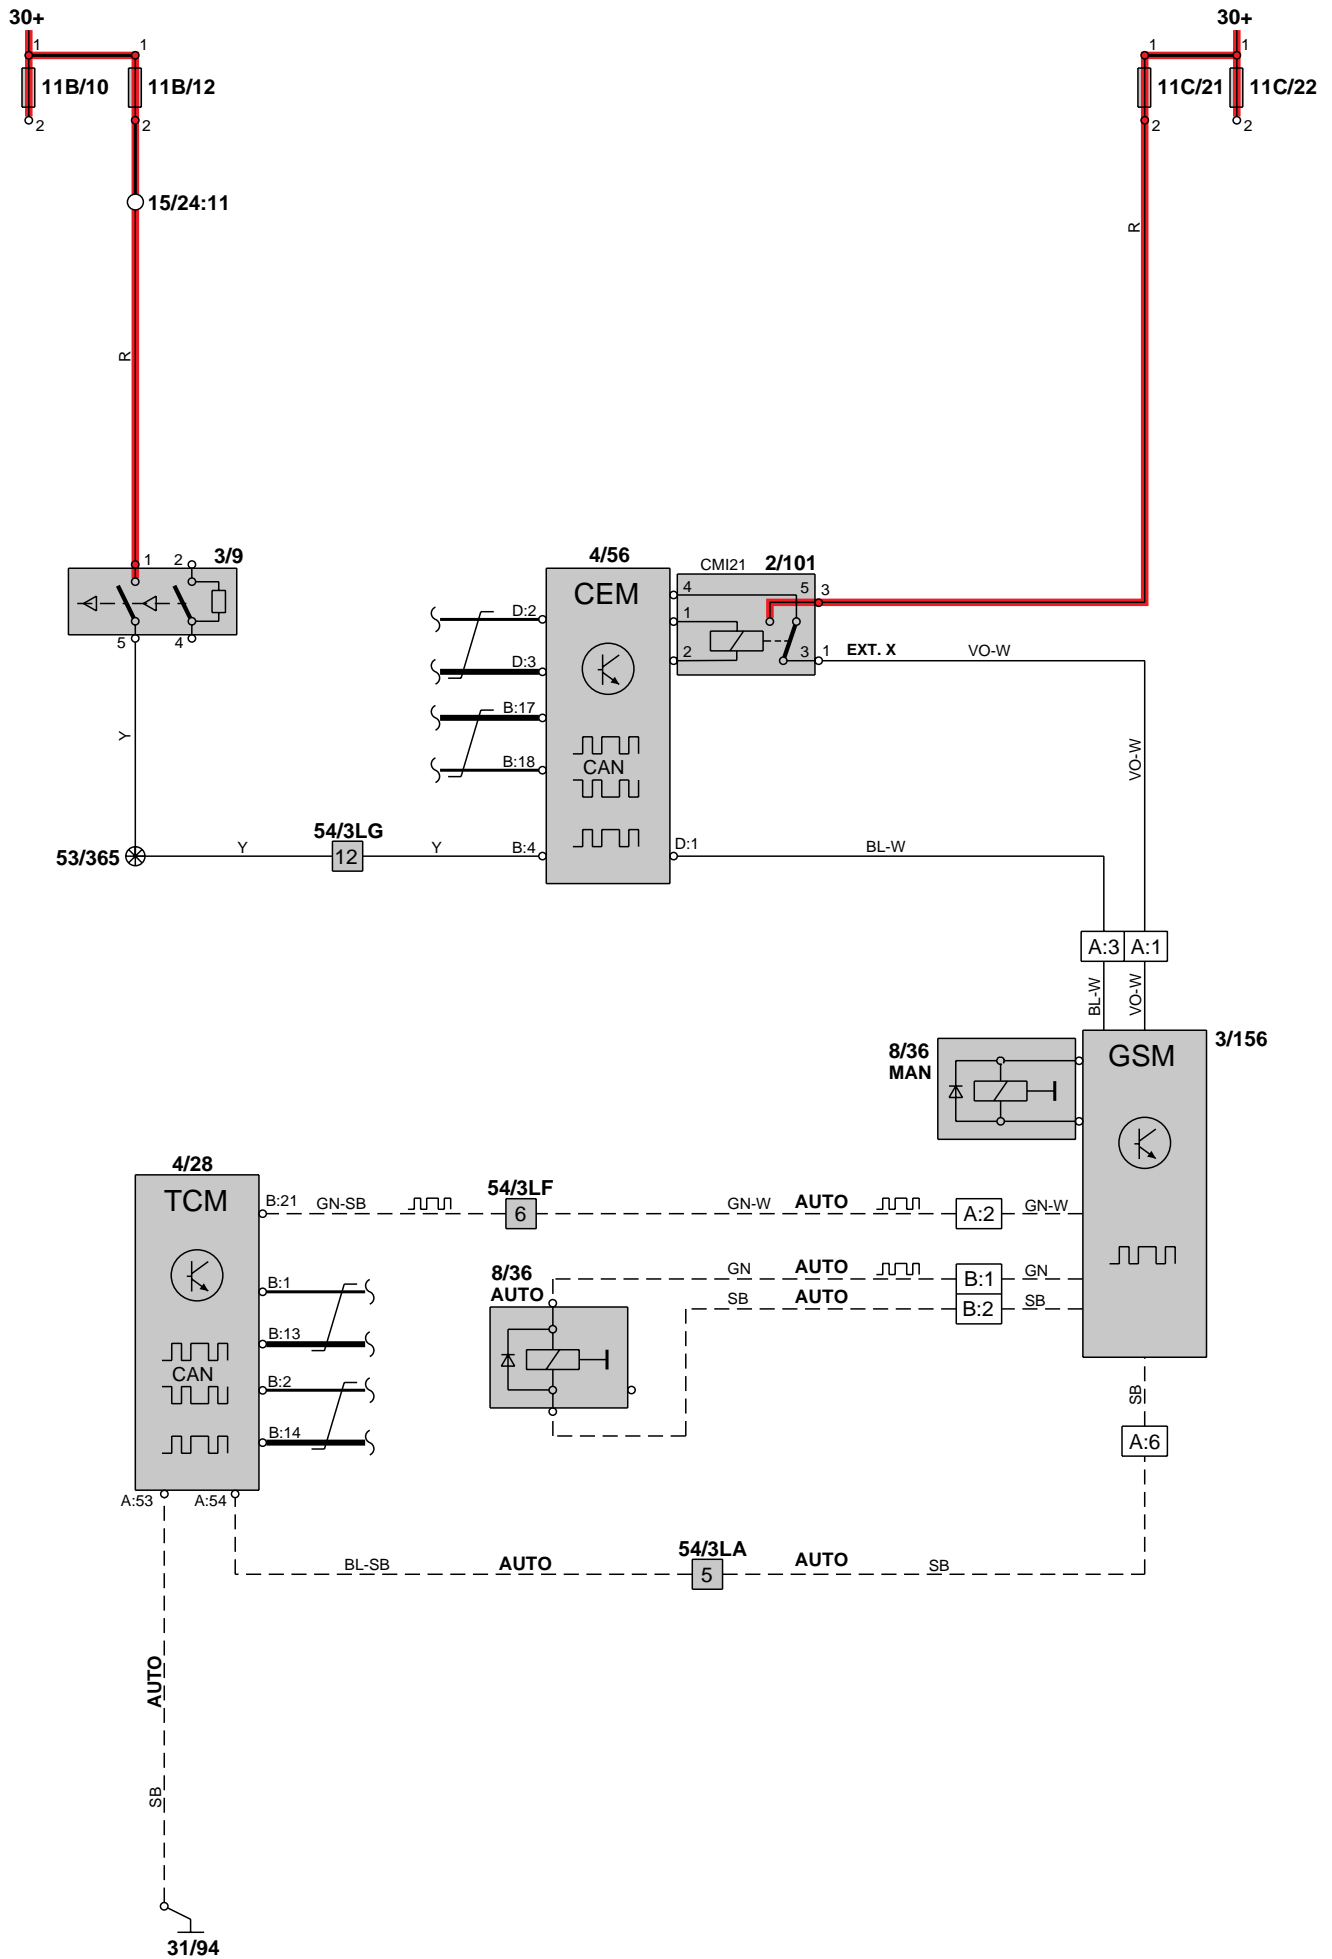 30+
30+
1
1
1
1
11B/10
11B/12
11C/21
11C/22
2
2
2
2
15/24:11
R
R
3/9
1
2
5
4
4/56
CEM
CMI21
2/101
4
5
3
1
2
3
1
EXT. X
VO-W
D:2
D:3
B:17
B:18
CAN
Y
VO-W
53/365
Y
54/3LG
12
Y
B:4
D:1
BL-W
A:3
A:1
BL-W
VO-W
3/156
GSM
8/36
MAN
4/28
TCM
B:21
GN-SB
54/3LF
6
GN-W
AUTO
A:2
GN-W
B:1
B:13
CAN
B:2
B:14
8/36
AUTO
GN
AUTO
B:1
GN
SB
AUTO
B:2
SB
SB
A:6
A:53
A:54
BL-SB
AUTO
54/3LA
5
AUTO
SB
AUTO
SB
31/94